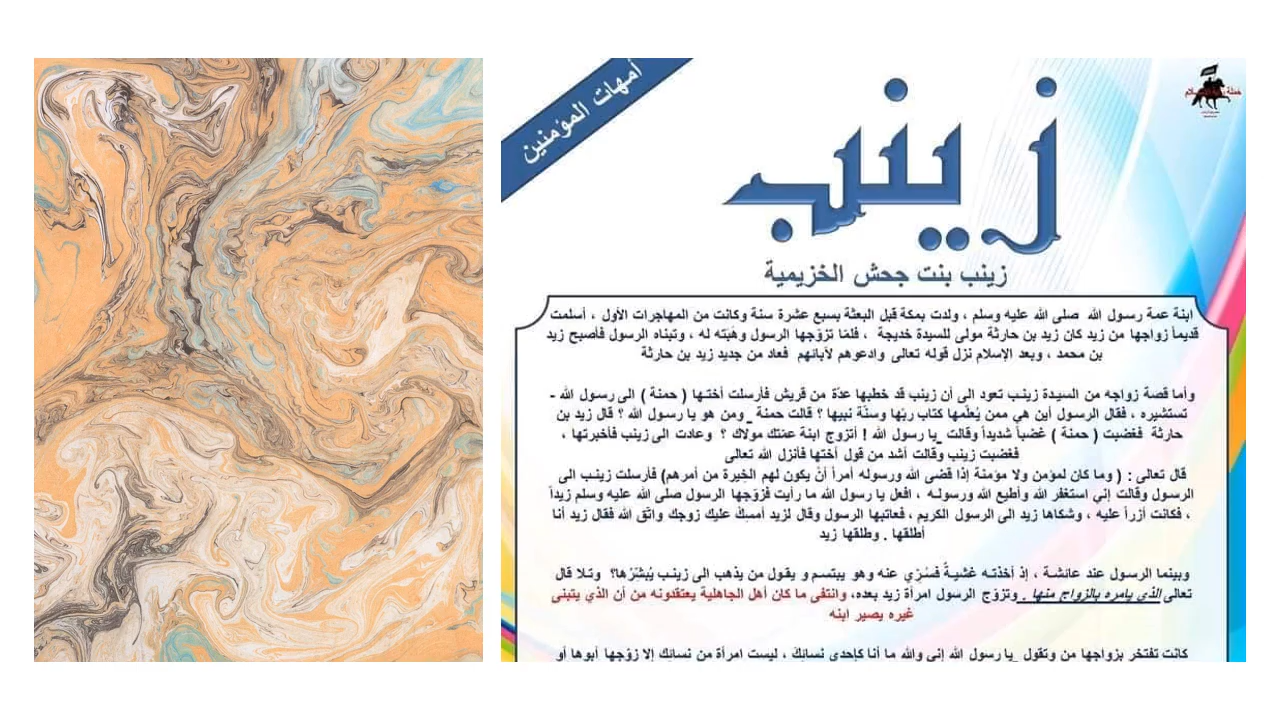 أمهات المؤمنين
زينب
زينب بنت جحش الخزيمية
ابنة عمة رسول الله صلى الله عليه وسلم ، ولدت بمكة قبل البعثة بسبع عشرة سنة وكانت من المهاجرات الأول ، أسلمت
قديماً زواجها من زيد كان زيد بن حارثة مولى للسيدة خديجة ، فلمّا تزوّجها الرسول وهَبَته له ، وتبناه الرسول فأصبح زيد
بن محمد ، وبعد الإسلام نزل قوله تعالى وادعوهم لآبائهم فعاد من جديد زيد بن حارثة
وأما قصة زواجه من السيدة زينب تعود الى أن زينب قد خطبها عدّة من قريش فأرسلت أختها ( حمنة ) الى رسول الله -
تستشيره ، فقال الرسول أين هي ممن يُعلّمها كتاب ربّها وسنّة نبيها ؟ قالت حمنة _ومن هو يا رسول الله ؟ قال زيد بن
حارثة فغضبت ( حمنة ) غضباً شديداً وقالت _يا رسول الله ! أتزوج ابنة عمّتك مولاك ؟ وعادت الى زينب فأخبرتها ،
فغضبت زينب وقالت أشد من قول أختها فأنزل الله تعالى
قال تعالى : ( وما كان لمؤمن ولا مؤمنة إذا قضى الله ورسوله أمراً أنْ يكون لهم الخِيرة من أمرهم) فأرسلت زينب الى
الرسول وقالت إني استغفر الله وأطيع الله ورسوله ، افعل يا رسول الله ما رأيت فزوّجها الرسول صلى الله عليه وسلم زيداً
، فكانت أزرأ عليه ، وشكاها زيد الى الرسول الكريم ، فعاتبها الرسول وقال لزيد أمسِكْ عليك زوجك واتّق الله فقال زيد أنا
أطلقها . وطلقها زيد
وبينما الرسول عند عائشة ، إذ أخذته غشيةٌ فسُرّي عنه وهو يبتسم و يقول من يذهب الى زينب يُبشِّرُها؟ وتلا قال
تعالى الذي يامره بالزواج منها . وتزوّج الرسول امرأة زيد بعده، وانتفى ما كان أهل الجاهلية يعتقدونه من أن الذي يتبنى
غيره يصير ابنه
كانت تفتخر بزواجها من وتقول _يا رسول الله إني والله ما أنا كإحدى نسائك ، ليست امرأة من نسائك إلا زوّجها أبوها أو